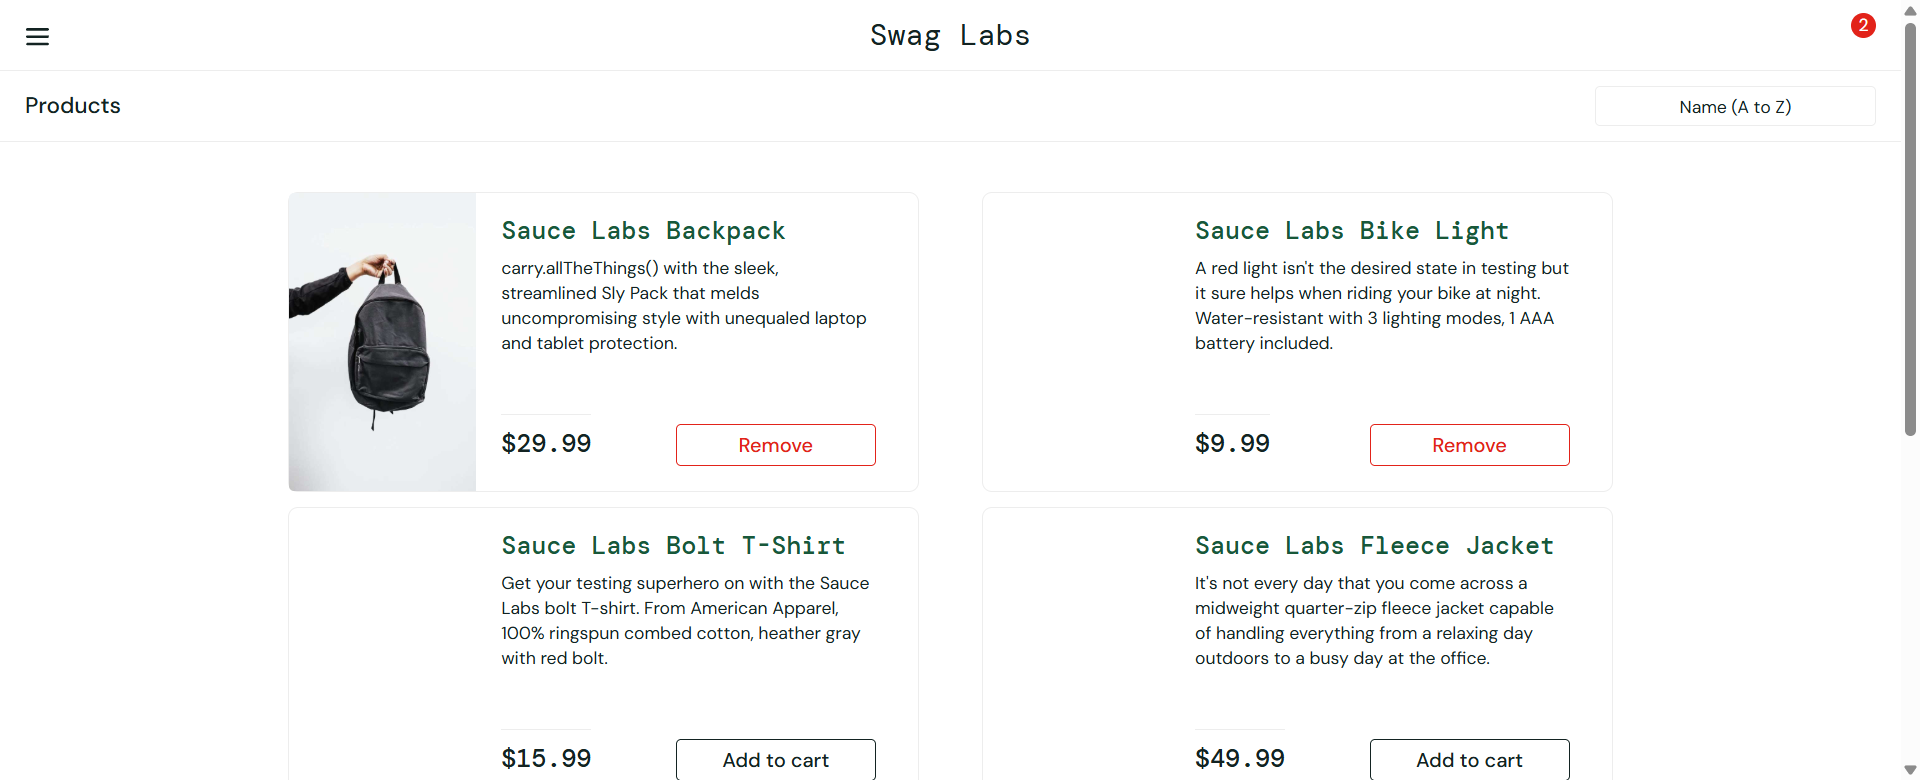 Swag Labs
2
Products
Name (A to Z)
Sauce Labs Backpack
carry.allTheThings() with the sleek,
streamlined Sly Pack that melds
uncompromising style with unequaled laptop
and tablet protection.
$29.99
Remove
Sauce Labs Bike Light
A red light isn't the desired state in testing but
it sure helps when riding your bike at night.
Water-resistant with 3 lighting modes, 1 AAA
battery included.
$9.99
Remove
Sauce Labs Bolt T-Shirt
Get your testing superhero on with the Sauce
Labs bolt T-shirt. From American Apparel,
100% ringspun combed cotton, heather gray
with red bolt.
$15.99
Add to cart
Sauce Labs Fleece Jacket
It's not every day that you come across a
midweight quarter-zip fleece jacket capable
of handling everything from a relaxing day
outdoors to a busy day at the office.
$49.99
Add to cart